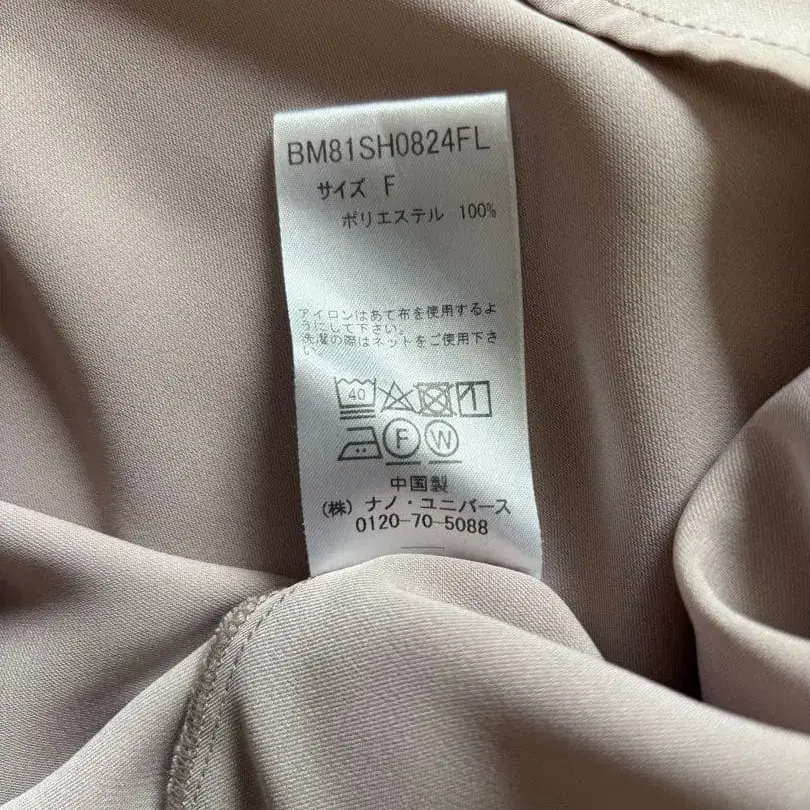 BM81SH0824FL
サイズ F
ポリエステル 100%
アイロンはあて布を使用するよ
うにして下さい。
洗濯の際はネットをご使用下さ
い。
40
F W
中国製
(株) ナノ・ユニバース
0120-70-5088